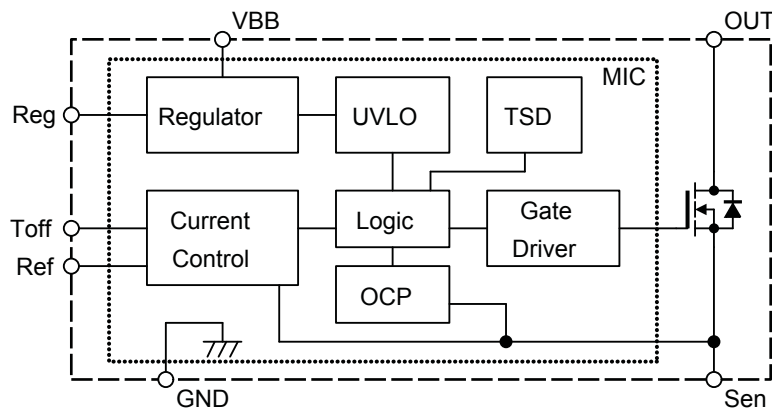 VBB
OUT
MIC
Reg
Regulator
UVLO
TSD
Toff
Ref
Current
Control
Logic
Gate
Driver
OCP
GND
Sen